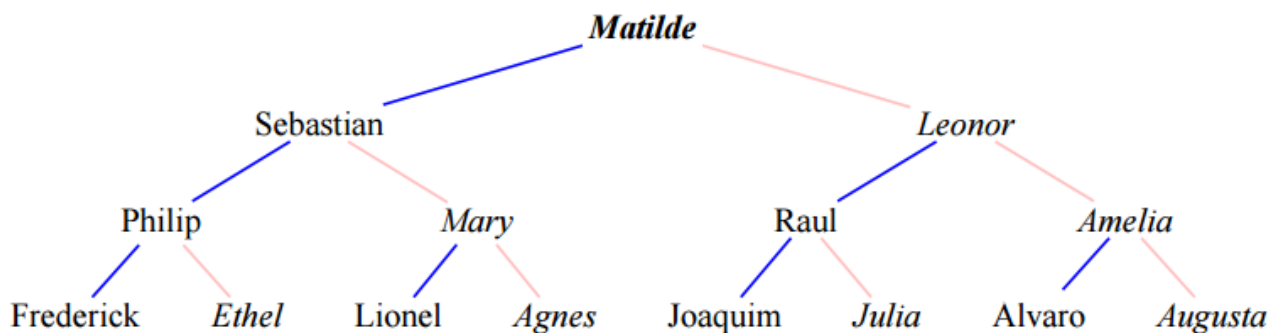 Matilde
Sebastian Leonor
Philip Mary Raul Amelia
Frederick Ethel Lionel Agnes Joaquim Julia Alvaro Augusta